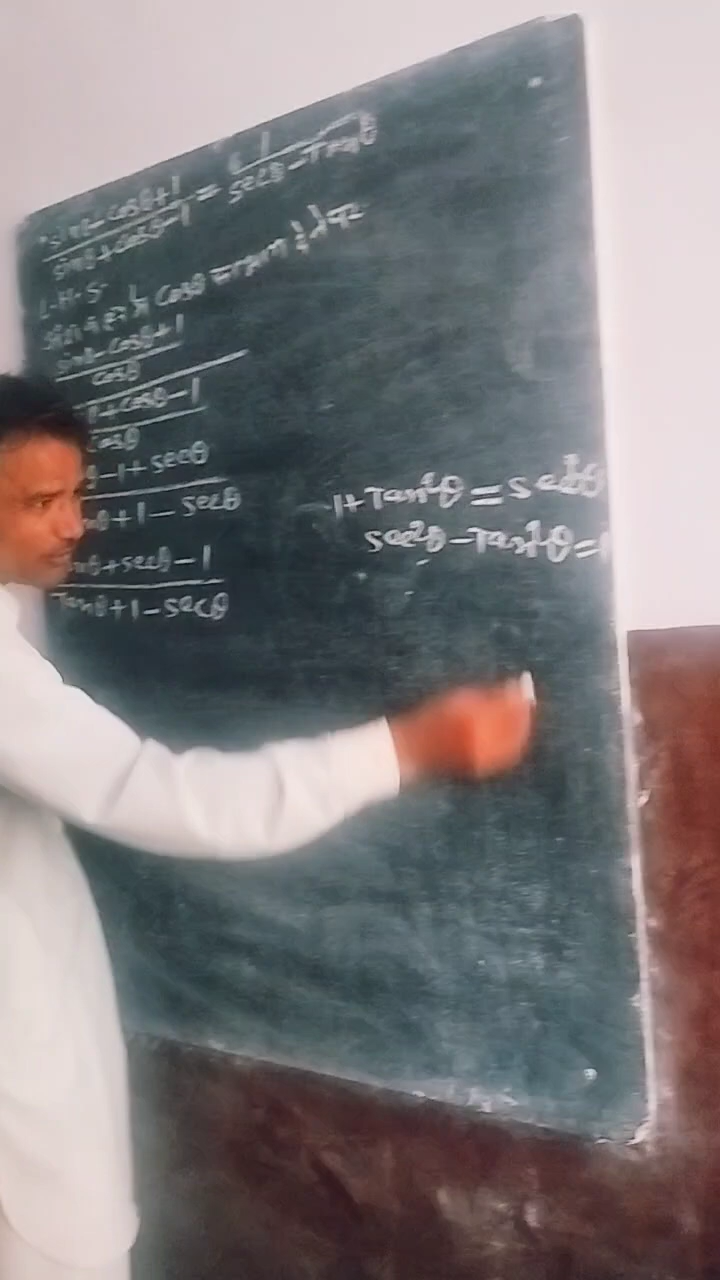 sinθ-cosθ+1 / sinθ+cosθ-1 = 1 / secθ-Tanθ
L.H.S.
cosθ
sinθ-cosθ+1
cosθ
+cosθ-1
cosθ
θ-1+secθ
θ+1-secθ
θ+secθ-1
Tanθ+1-secθ
1+Tan²θ=sec²θ
sec²θ-Tan²θ=1